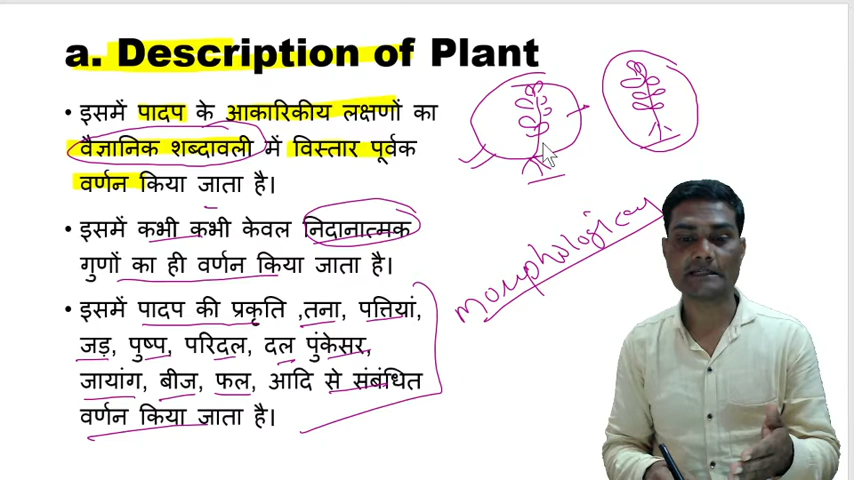 a. Description of Plant
• इसमें पादप के आकारिकीय लक्षणों का
वैज्ञानिक शब्दावली में विस्तार पूर्वक
वर्णन किया जाता है।
• इसमें कभी कभी केवल निदानात्मक
गुणों का ही वर्णन किया जाता है।
• इसमें पादप की प्रकृति ,तना, पत्तियां,
जड़, पुष्प, परिदल, दल पुंकेसर,
जायांग, बीज, फल, आदि से संबंधित
वर्णन किया जाता है।
morphological